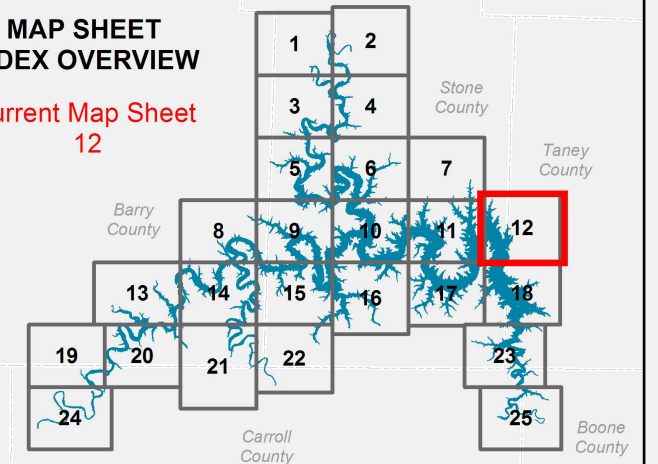 MAP SHEET
DEX OVERVIEW
urrent Map Sheet
12
1
2
3
4
Stone
County
5
6
7
Taney
County
Barry
County
8
9
10
11
12
13
14
15
16
17
18
19
20
21
22
23
24
25
Carroll
County
Boone
County